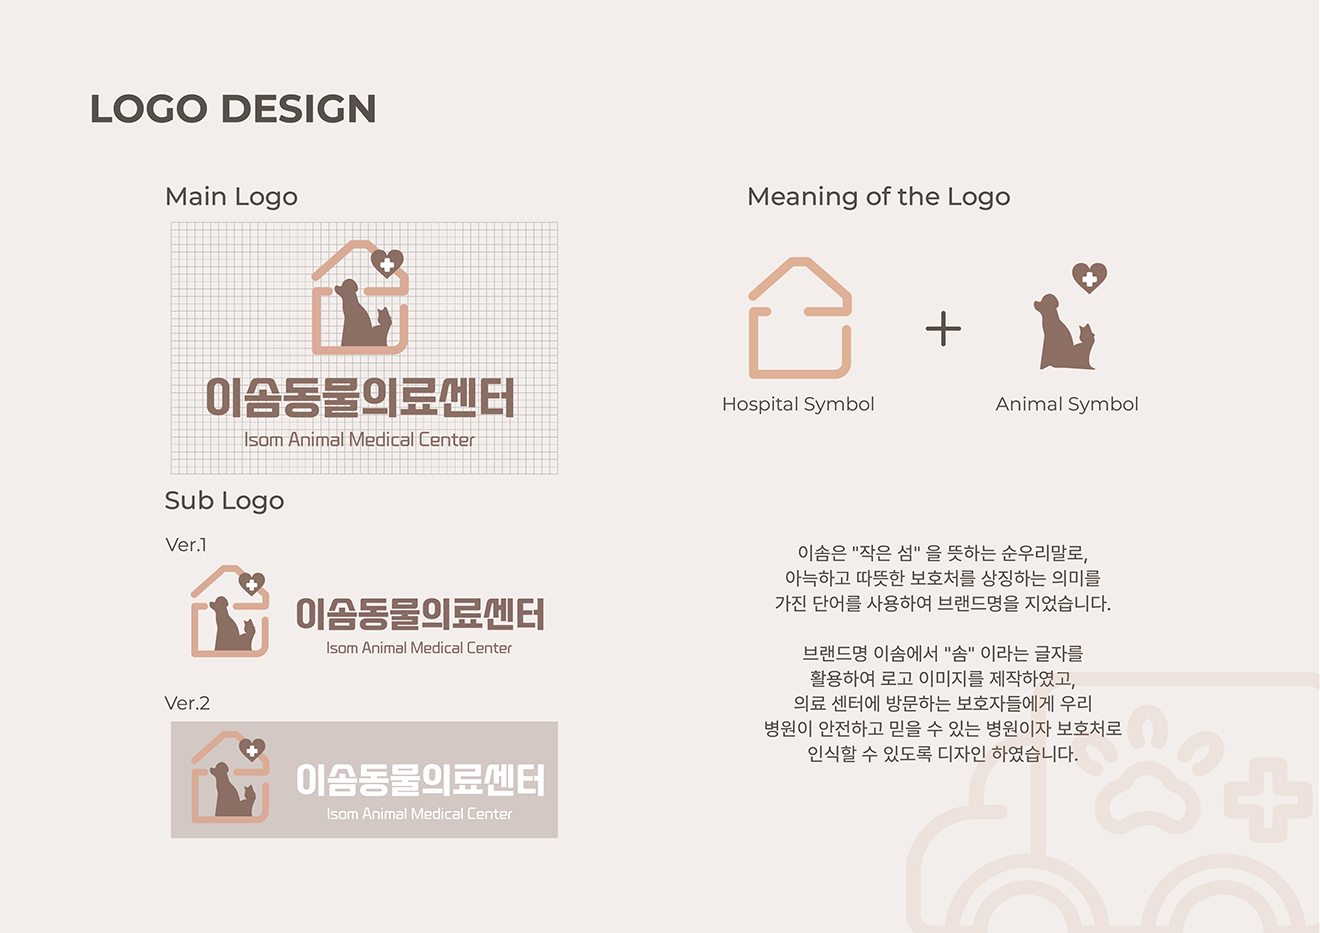 LOGO DESIGN
Main Logo
이솜동물의료센터
Isom Animal Medical Center
Sub Logo
Ver.1
이솜동물의료센터
Isom Animal Medical Center
Ver.2
이솜동물의료센터
Isom Animal Medical Center
Meaning of the Logo
Hospital Symbol
Animal Symbol
이솜은 "작은 섬" 을 뜻하는 순우리말로,
아늑하고 따뜻한 보호처를 상징하는 의미를
가진 단어를 사용하여 브랜드명을 지었습니다.
브랜드명 이솜에서 "솜" 이라는 글자를
활용하여 로고 이미지를 제작하였고,
의료 센터에 방문하는 보호자들에게 우리
병원이 안전하고 믿을 수 있는 병원이자 보호처로
인식할 수 있도록 디자인 하였습니다.